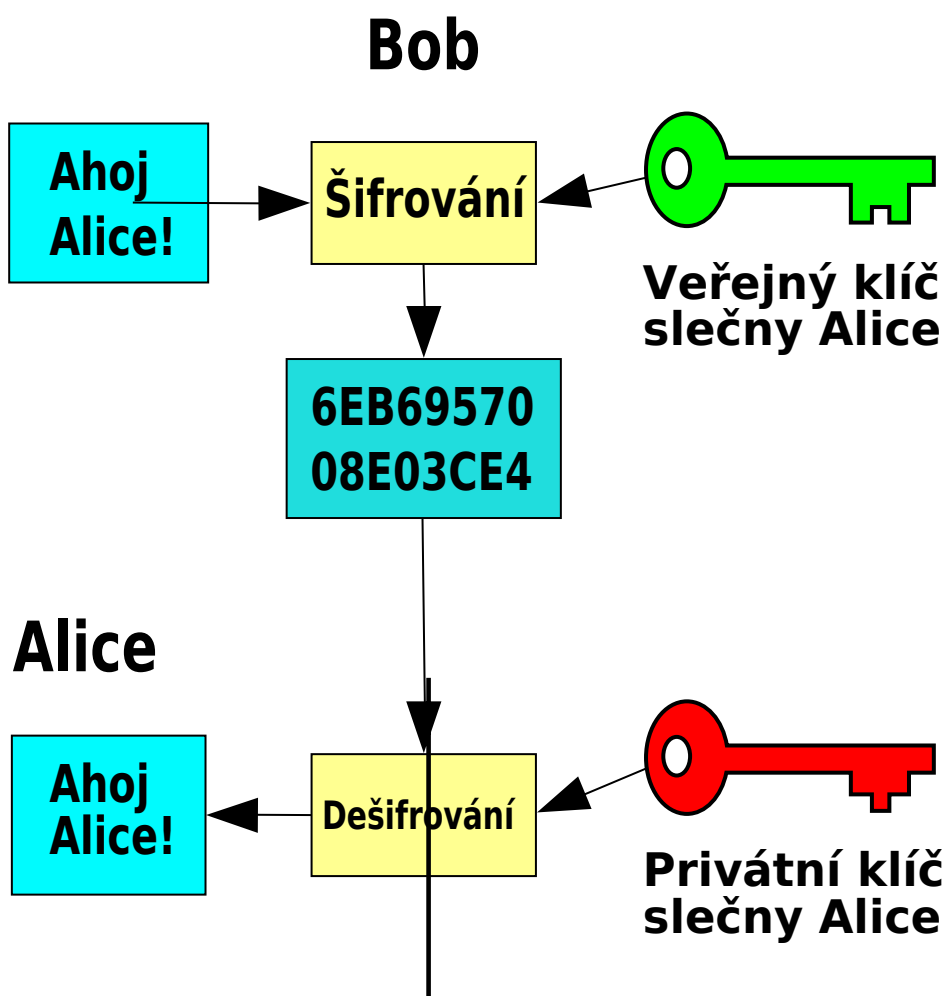 Bob
Ahoj
Alice!
Šifrování
Veřejný klíč
slečny Alice
6EB69570
08E03CE4
Alice
Ahoj
Alice!
Dešifrování
Privátní klíč
slečny Alice